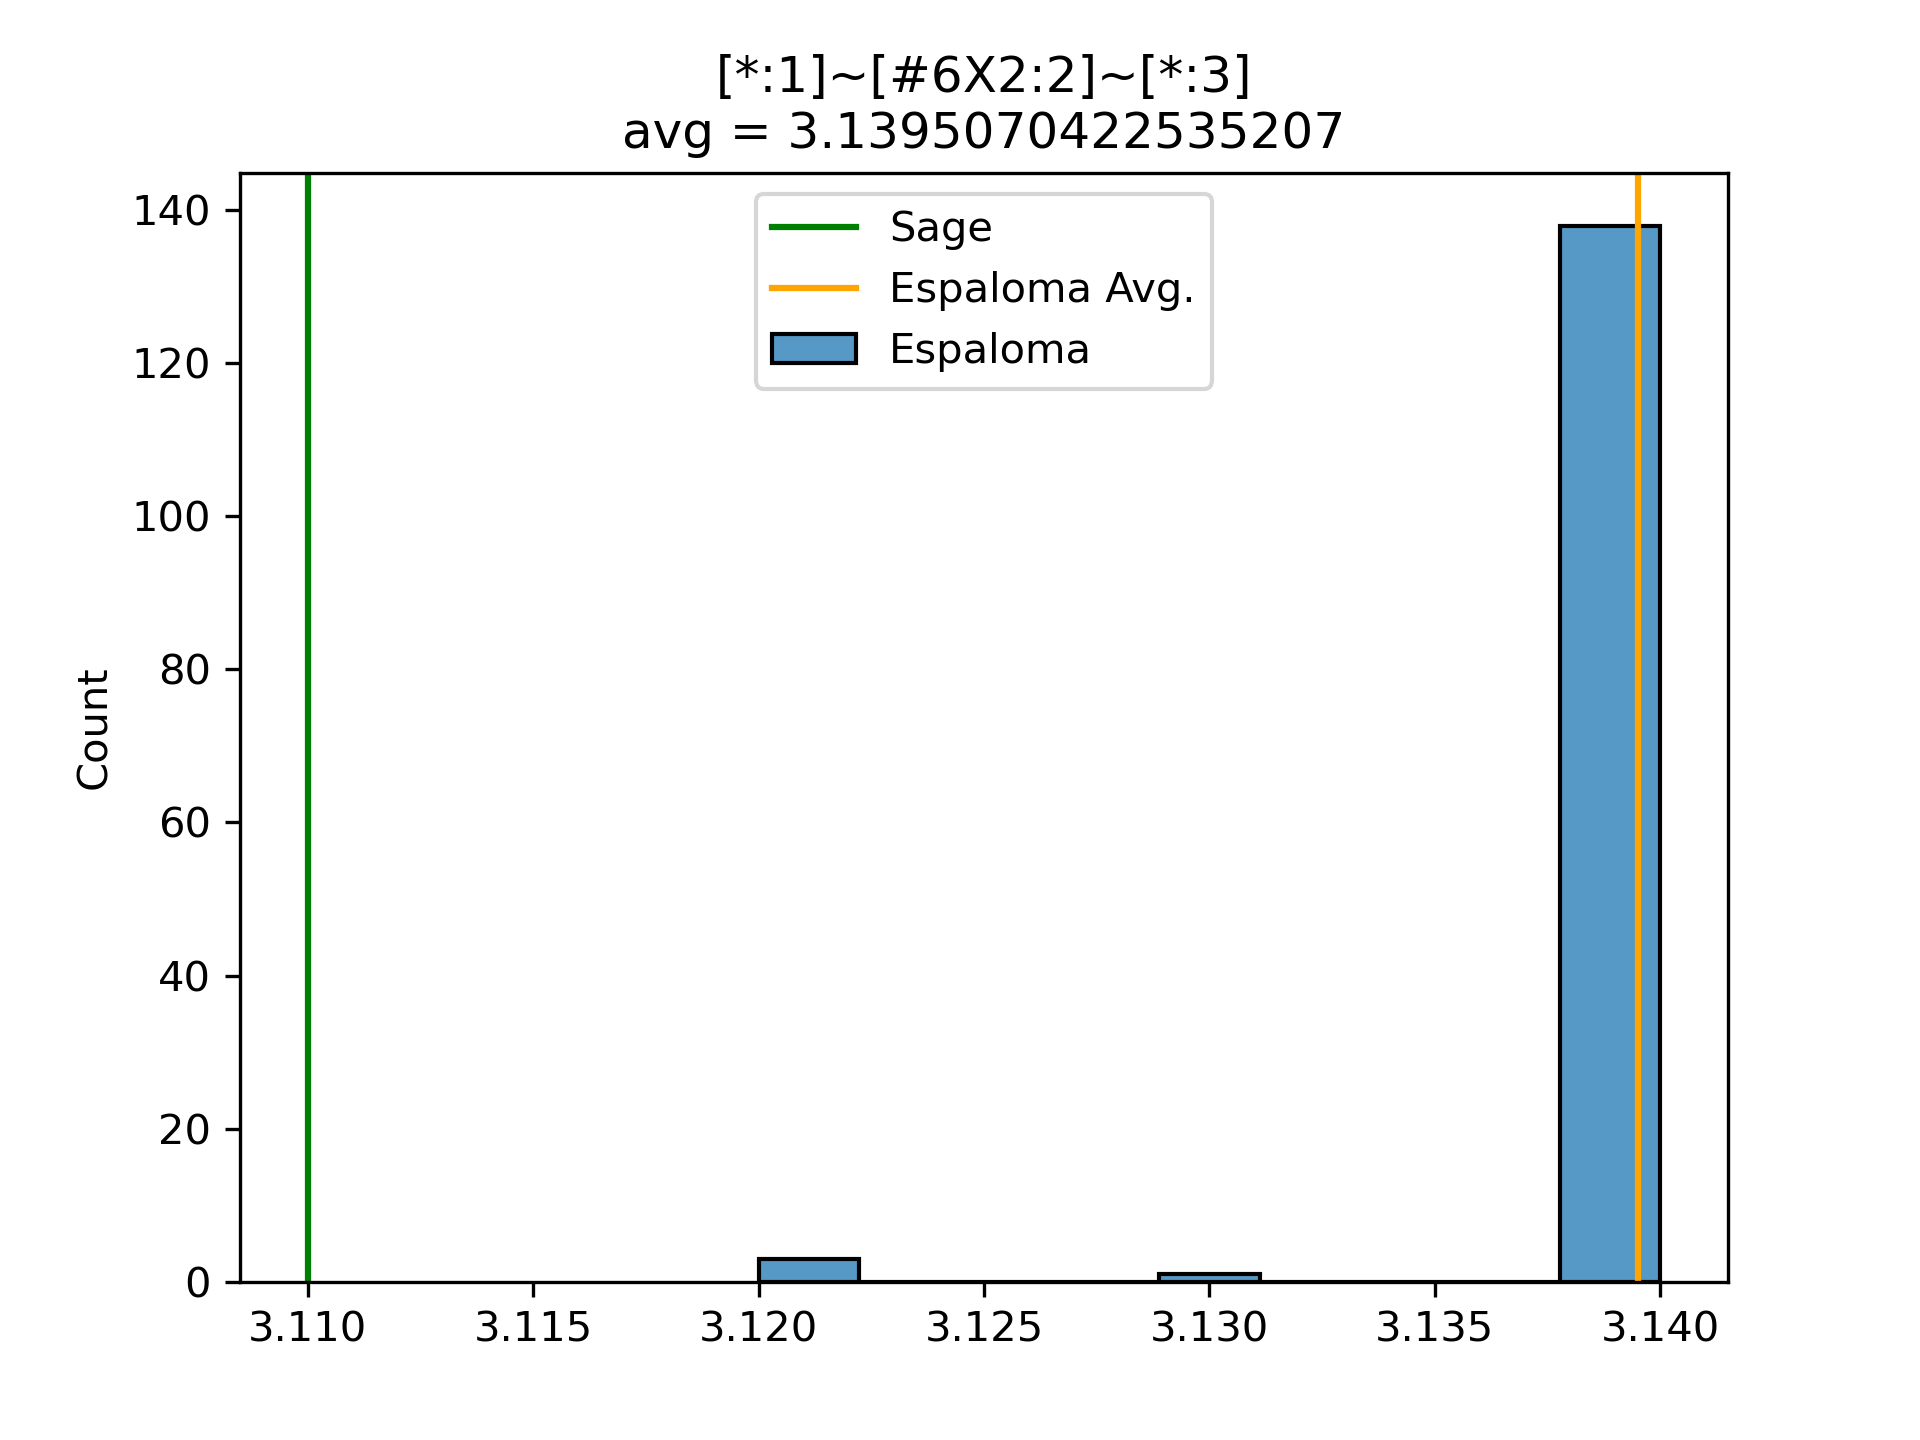 [*:1]~[#6X2:2]~[*:3]
avg = 3.1395070422535207
Sage
Espaloma Avg.
Espaloma
Count
140
120
100
80
60
40
20
0
3.110 3.115 3.120 3.125 3.130 3.135 3.140